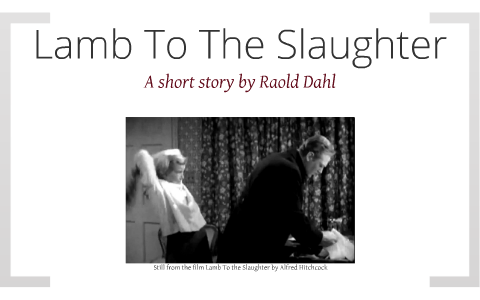 Lamb To The Slaughter
A short story by Raold Dahl
Still from the film Lamb To the Slaughter by Alfred Hitchcock